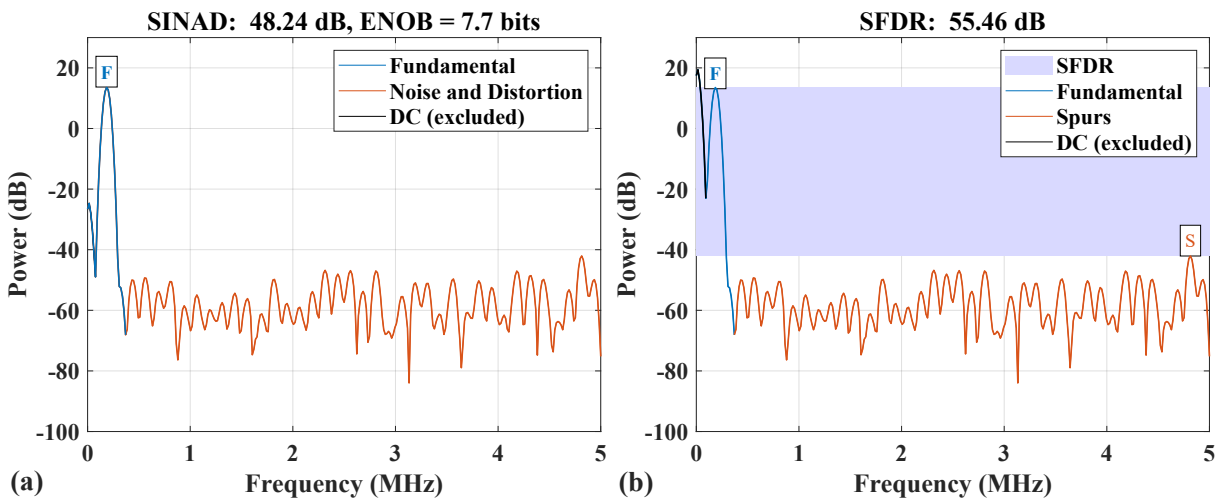 SINAD:  48.24 dB, ENOB = 7.7 bits
F
Fundamental
Noise and Distortion
DC (excluded)
Power (dB)
20
0
-20
-40
-60
-80
-100
0 1 2 3 4 5
Frequency (MHz)
(a)
SFDR:  55.46 dB
F
S
SFDR
Fundamental
Spurs
DC (excluded)
Power (dB)
20
0
-20
-40
-60
-80
-100
0 1 2 3 4 5
Frequency (MHz)
(b)